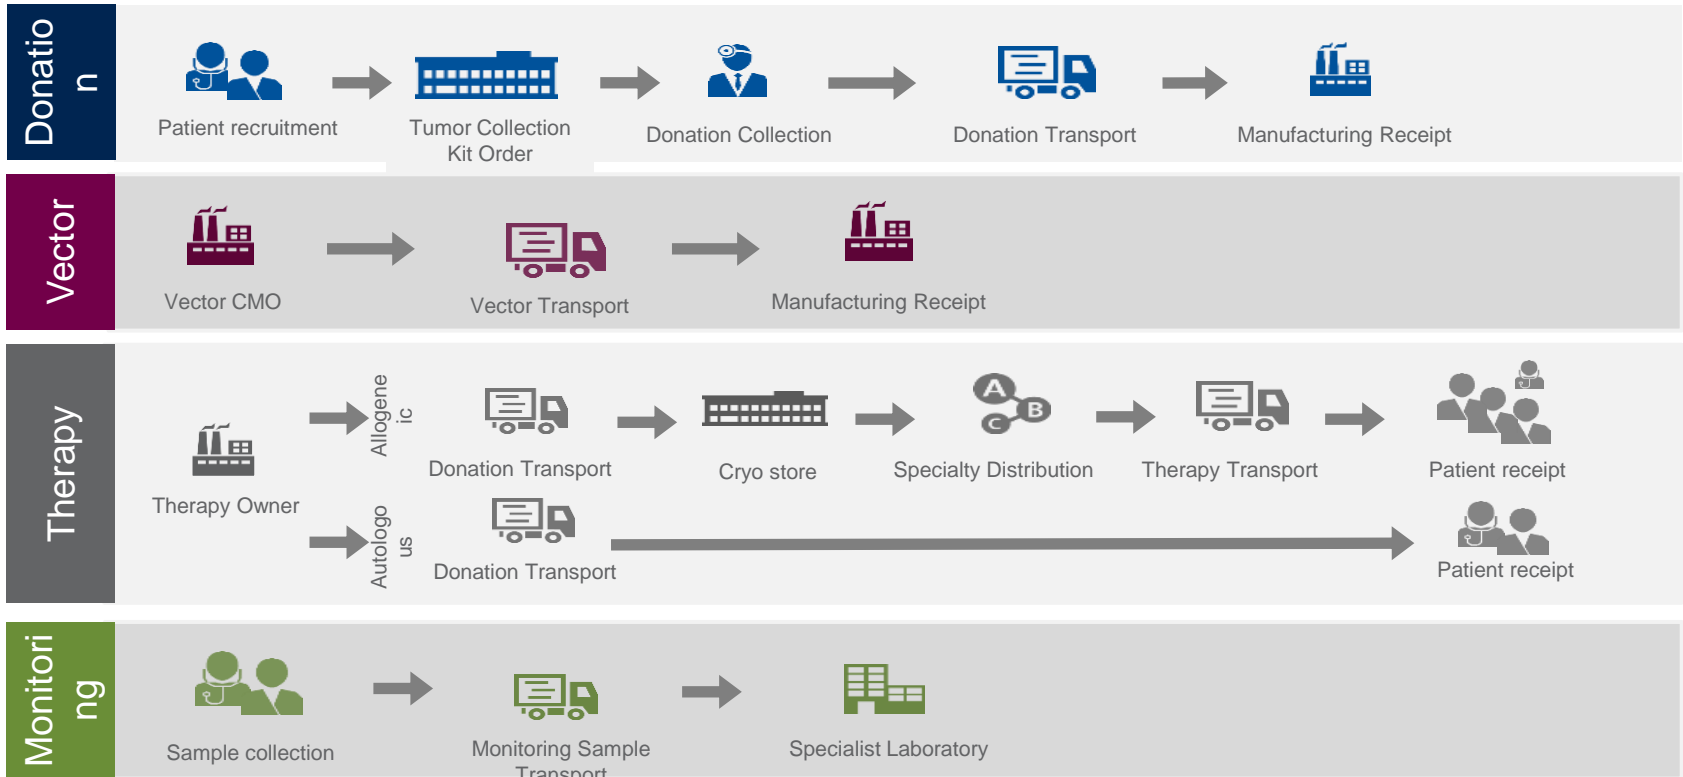 Donatio
n
Patient recruitment
Tumor Collection
Kit Order
Donation Collection
Donation Transport
Manufacturing Receipt
Vector
Vector CMO
Vector Transport
Manufacturing Receipt
Therapy
Therapy Owner
Allogene
ic
Donation Transport
Cryo store
A
B
C
Specialty Distribution
Therapy Transport
Patient receipt
Autologo
us
Donation Transport
Patient receipt
Monitori
ng
Sample collection
Monitoring Sample
Transport
Specialist Laboratory